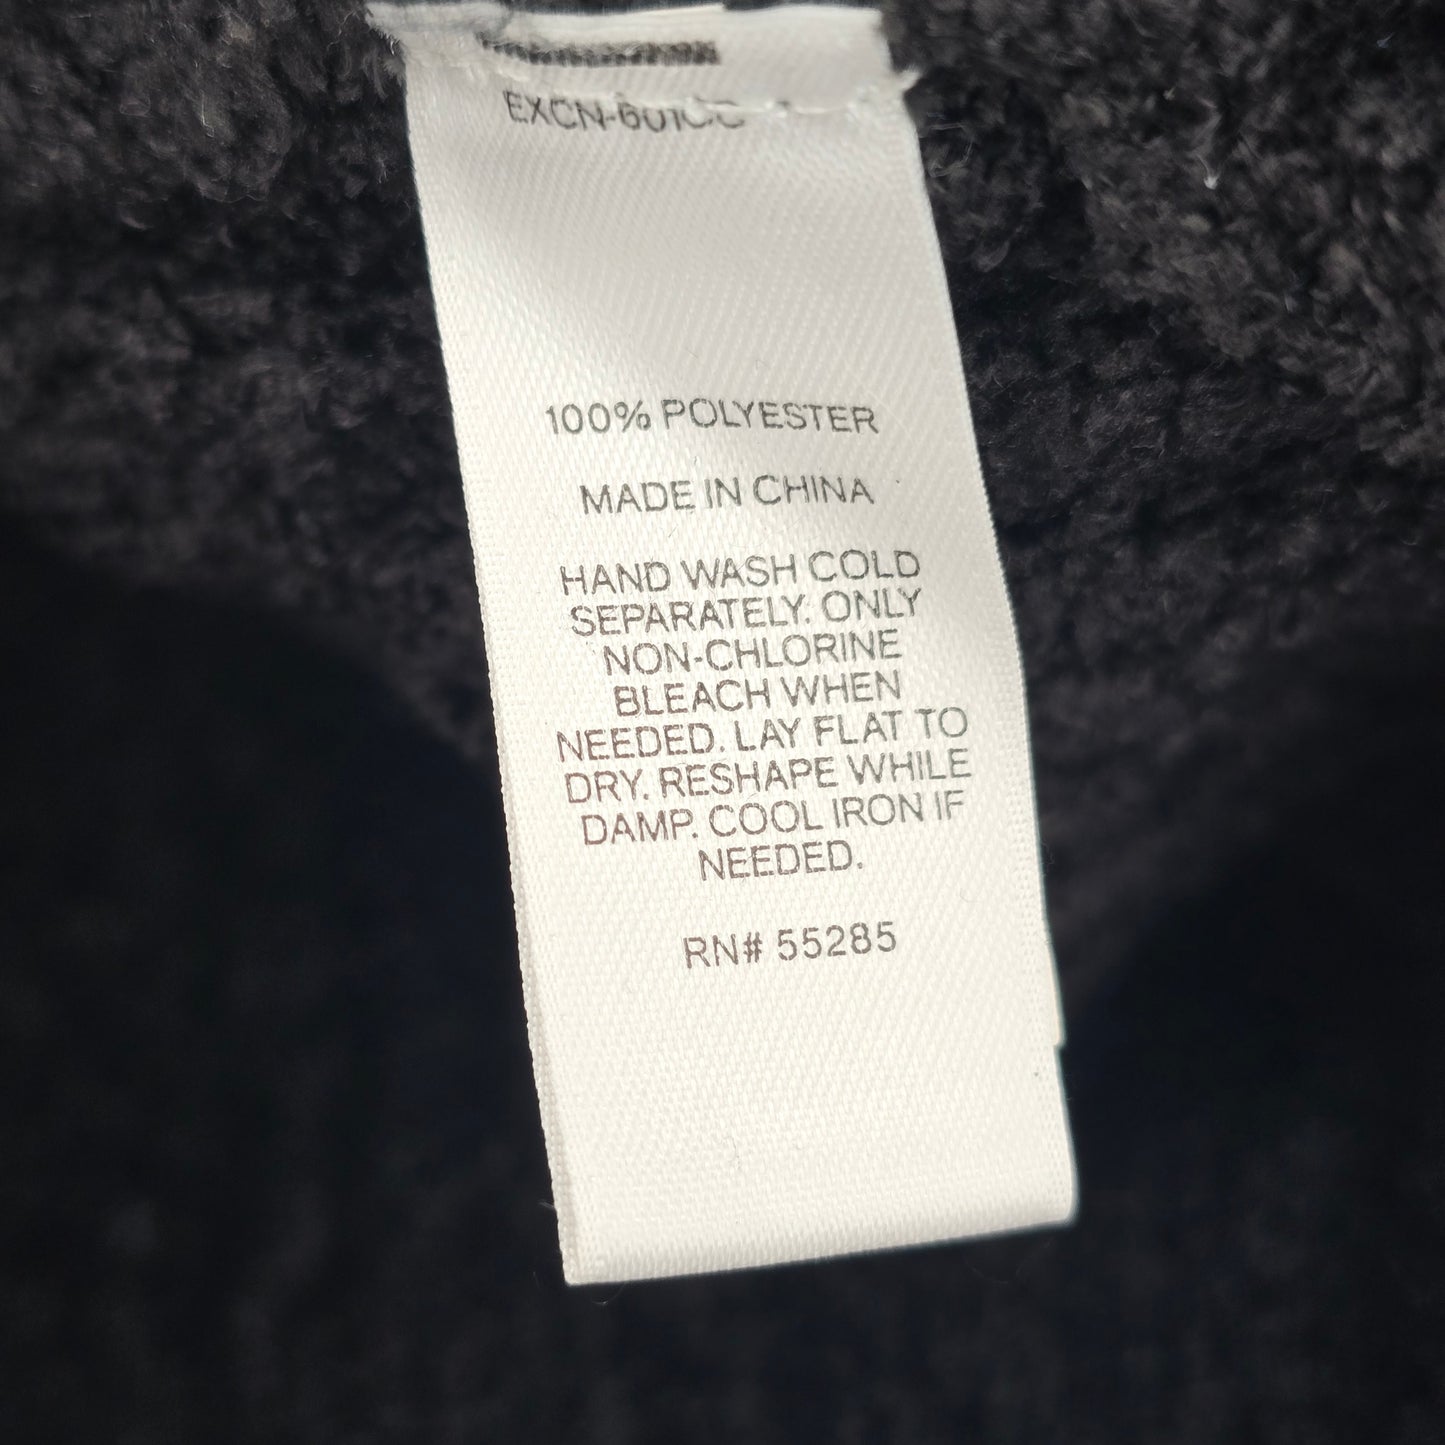 100% POLYESTER
MADE IN CHINA
HAND WASH COLD
SEPARATELY. ONLY
NON-CHLORINE
BLEACH WHEN
NEEDED. LAY FLAT TO
DRY. RESHAPE WHILE
DAMP. COOL IRON IF
NEEDED.
RN# 55285